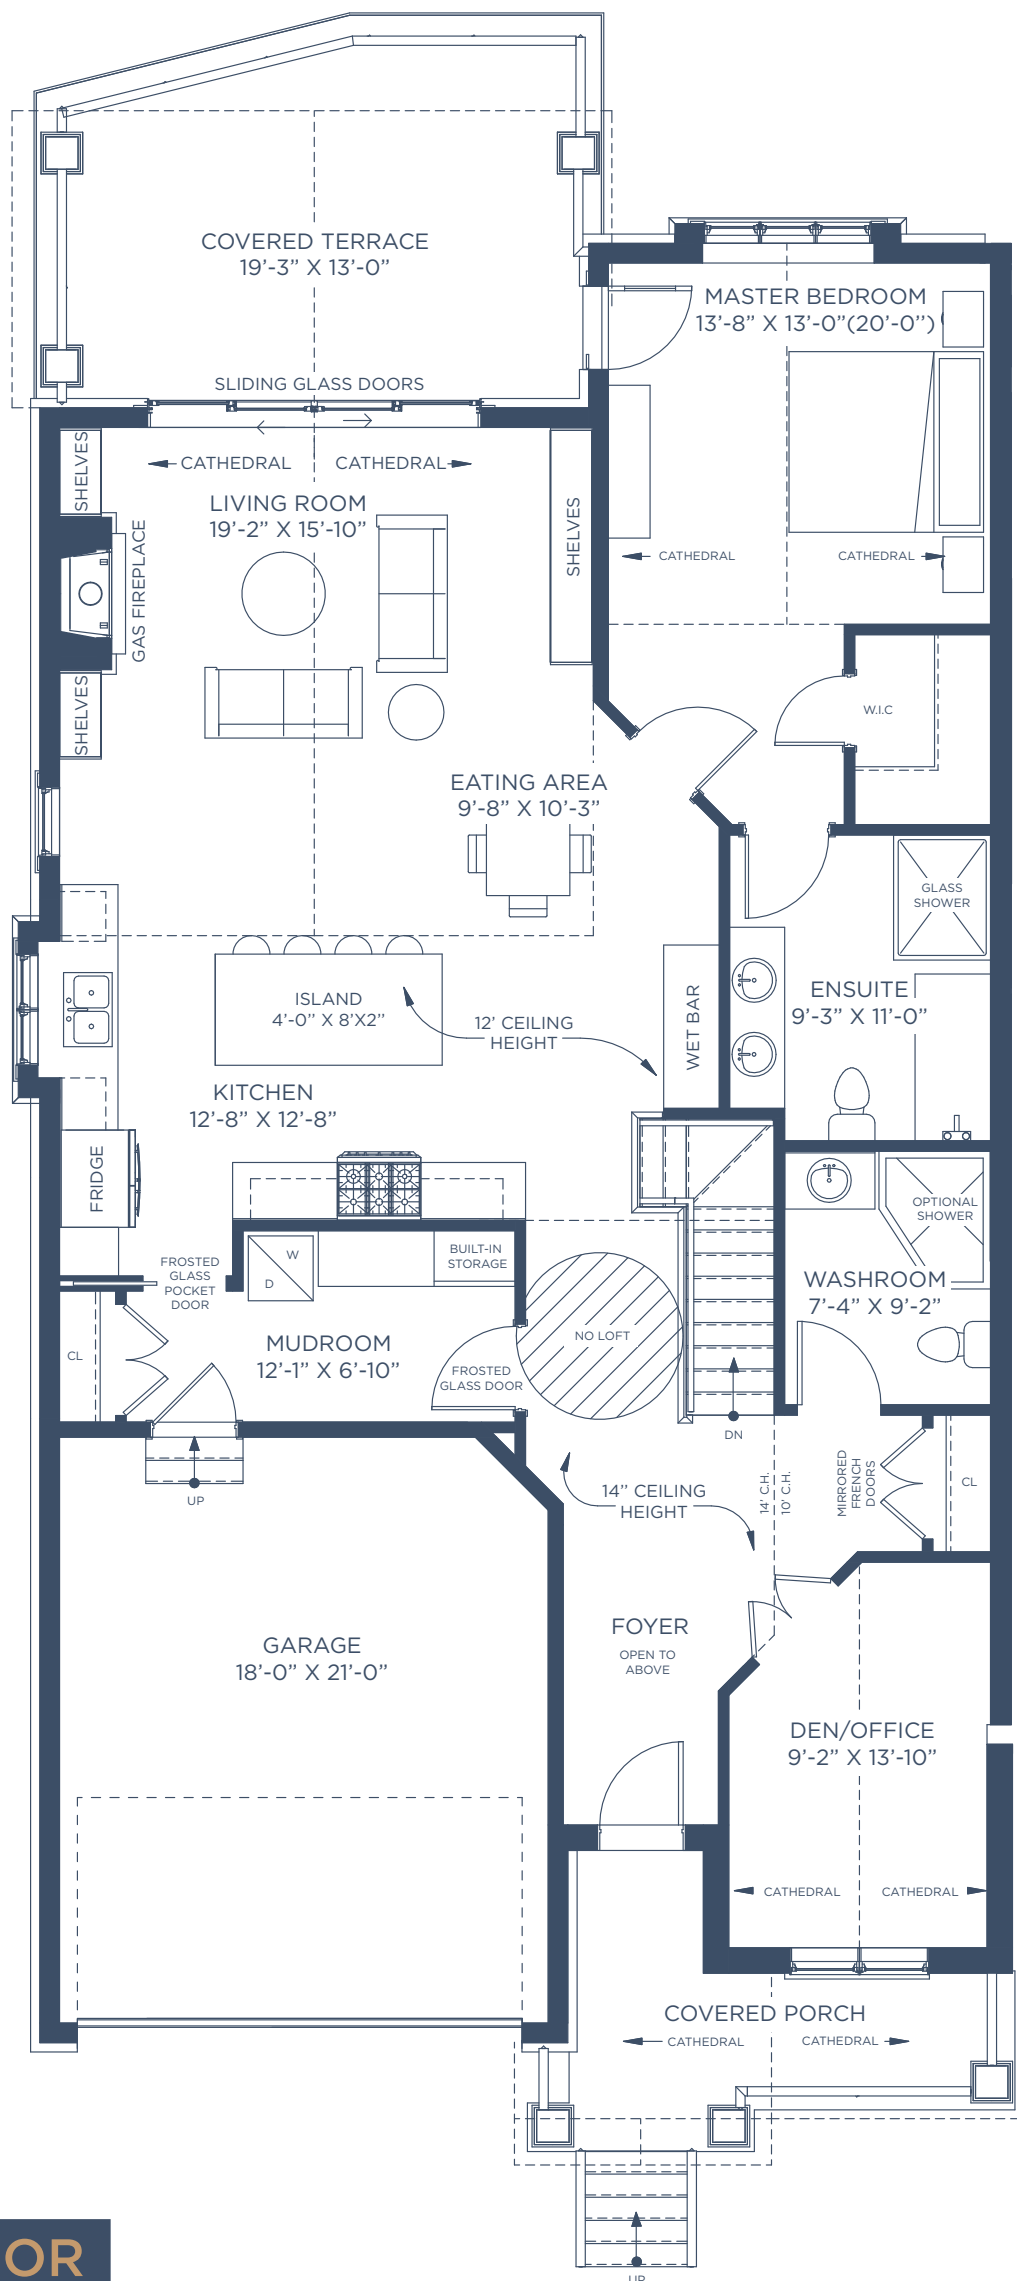 COVERED TERRACE
19'-3" X 13'-0"
MASTER BEDROOM
13'-8" X 13'-0"(20'-0")
SLIDING GLASS DOORS
CATHEDRAL
CATHEDRAL
SHELVES
LIVING ROOM
19'-2" X 15'-10"
SHELVES
CATHEDRAL
CATHEDRAL
GAS FIREPLACE
SHELVES
W.I.C
EATING AREA
9'-8" X 10'-3"
GLASS
SHOWER
ENSUITE
9'-3" X 11'-0"
ISLAND
4'-0" X 8'X2"
12' CEILING
HEIGHT
WET BAR
KITCHEN
12'-8" X 12'-8"
FRIDGE
OPTIONAL
SHOWER
FROSTED
GLASS
POCKET
DOOR
W
D
BUILT-IN
STORAGE
WASHROOM
7'-4" X 9'-2"
NO LOFT
MUDROOM
12'-1" X 6'-10"
CL
FROSTED
GLASS DOOR
DN
UP
14" CEILING
HEIGHT
14' C.H.
10' C.H.
MIRRORED
FRENCH
DOORS
CL
FOYER
OPEN TO
ABOVE
GARAGE
18'-0" X 21'-0"
DEN/OFFICE
9'-2" X 13'-10"
CATHEDRAL
CATHEDRAL
COVERED PORCH
CATHEDRAL
CATHEDRAL
OR
UP